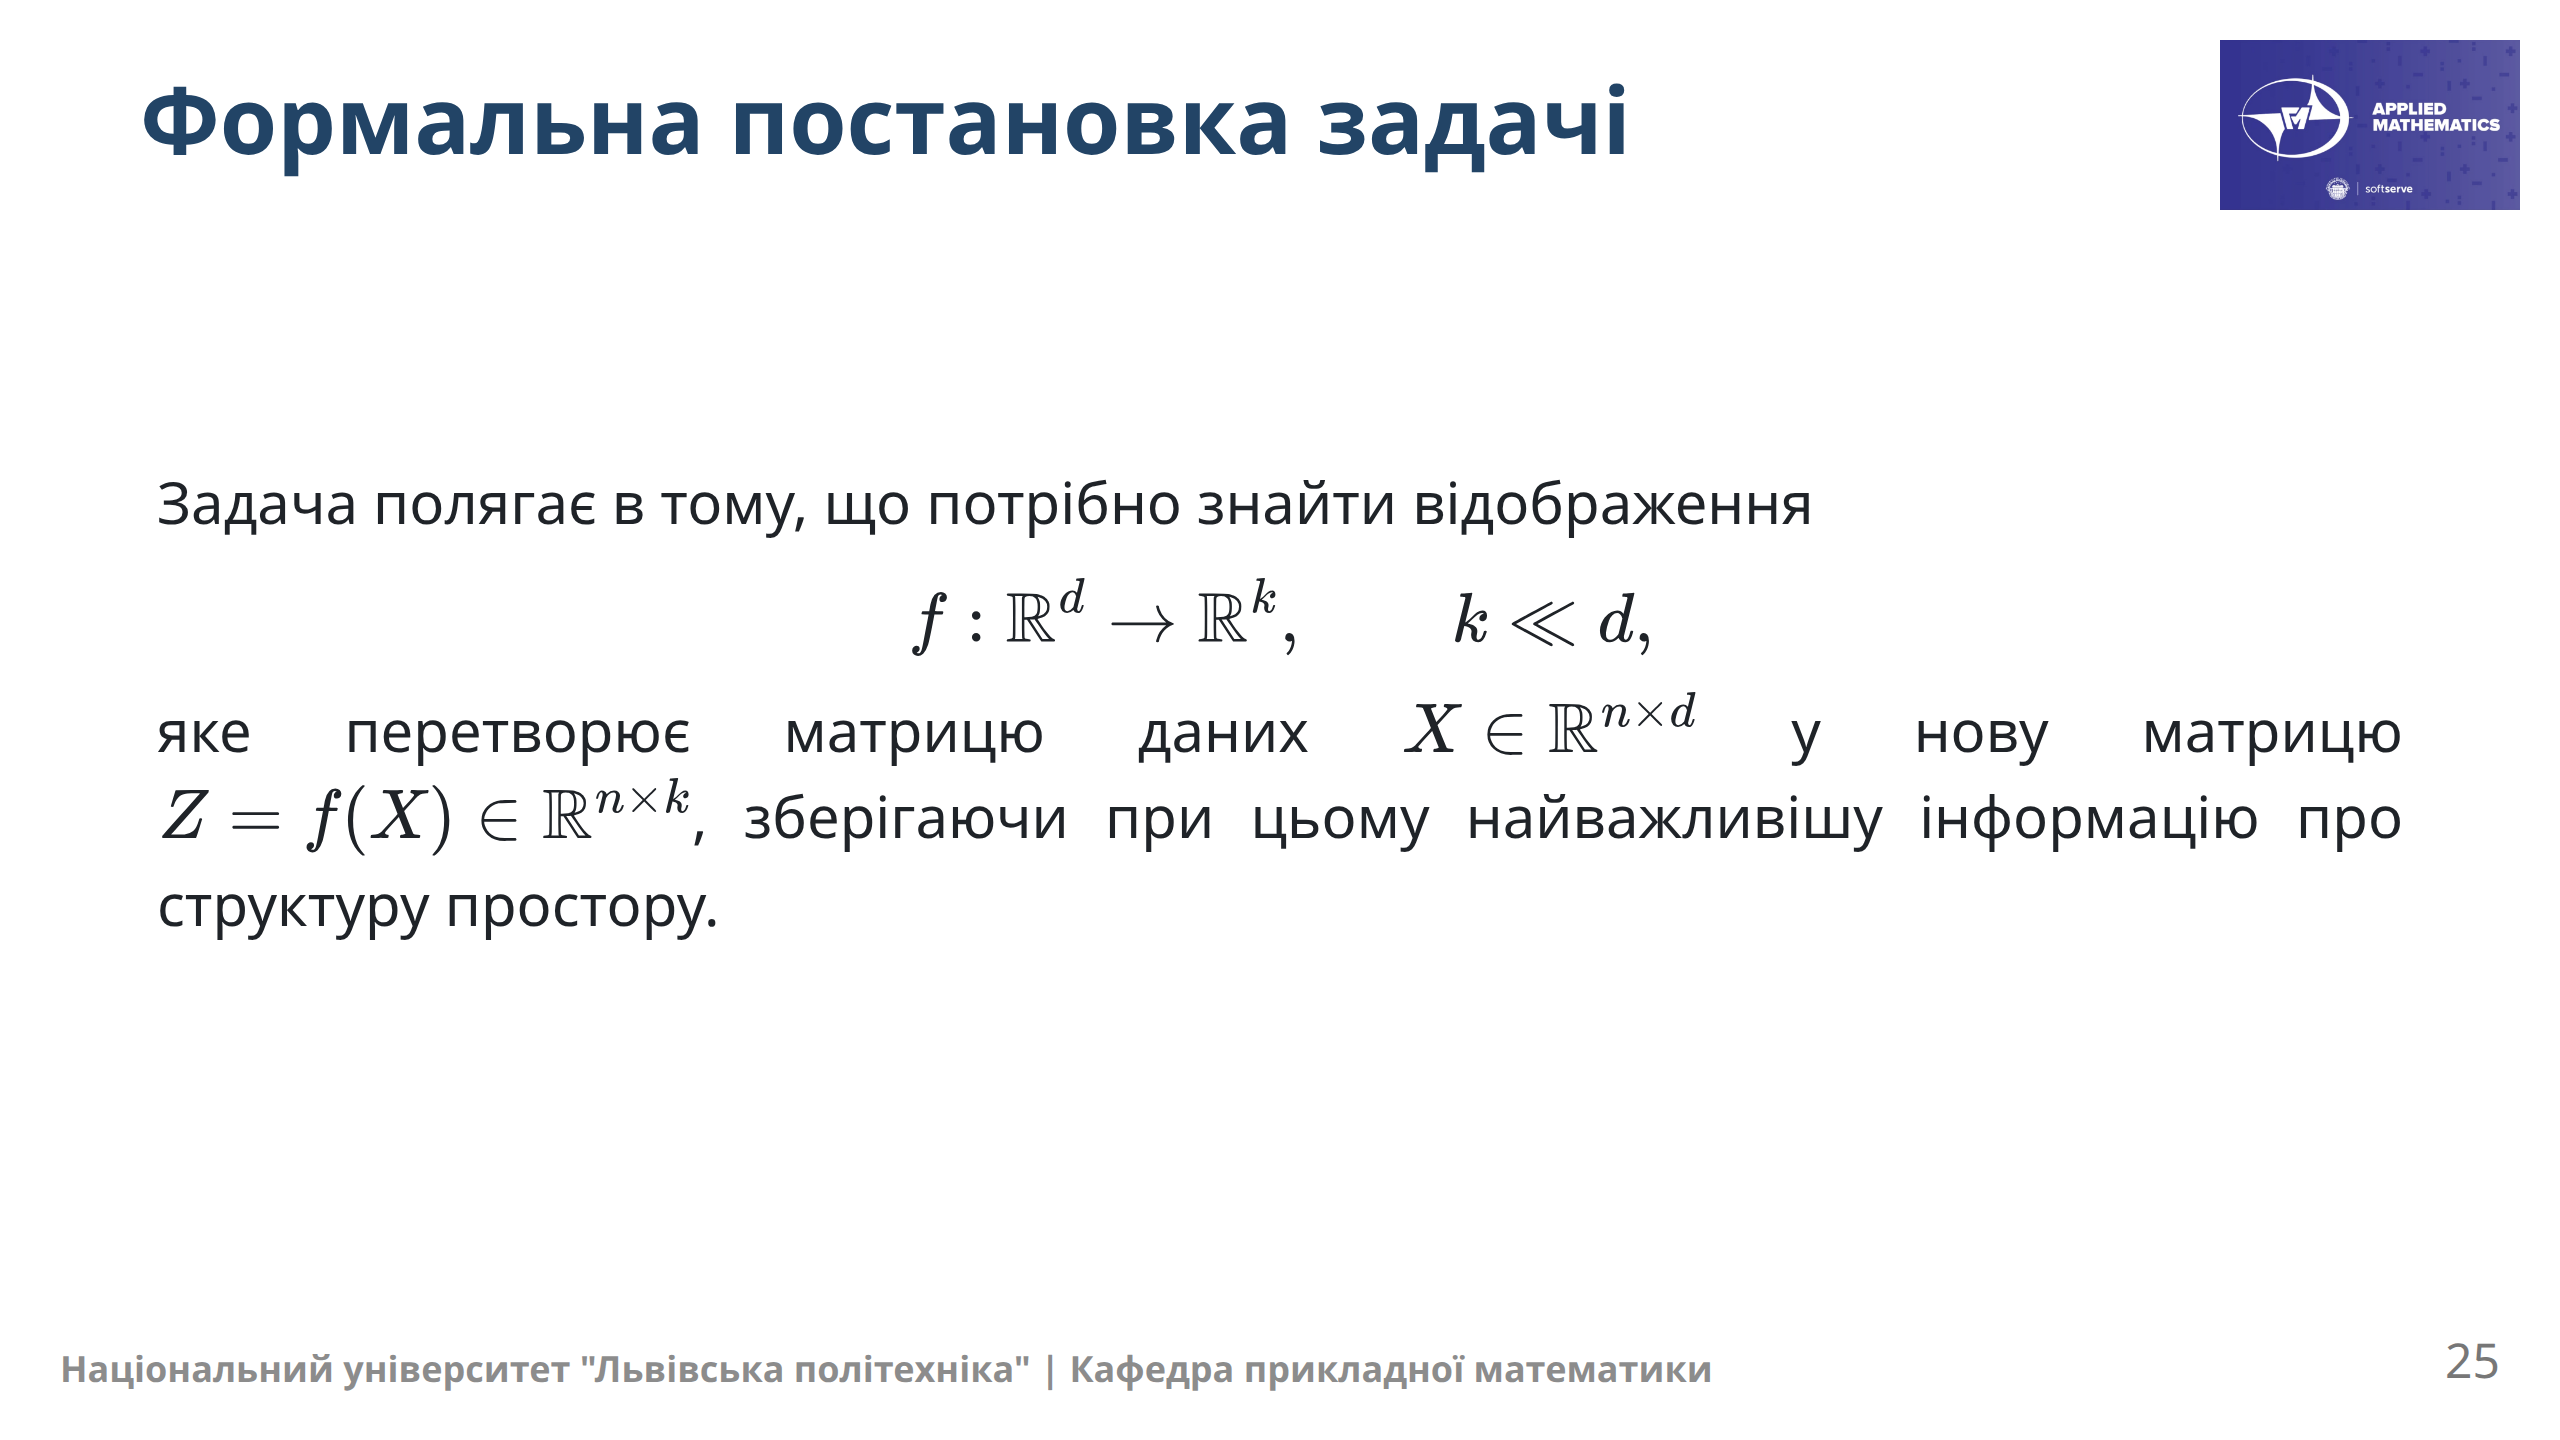 Формальна постановка задачі
APPLIED
MATHEMATICS
softserve
Задача полягає в тому, що потрібно знайти відображення
f : ℝ^d → ℝ^k, k ≪ d,
яке перетворює матрицю даних X ∈ ℝ^{n×d} у нову матрицю
Z = f(X) ∈ ℝ^{n×k}, зберігаючи при цьому найважливішу інформацію про
структуру простору.
Національний університет "Львівська політехніка" | Кафедра прикладної математики
25